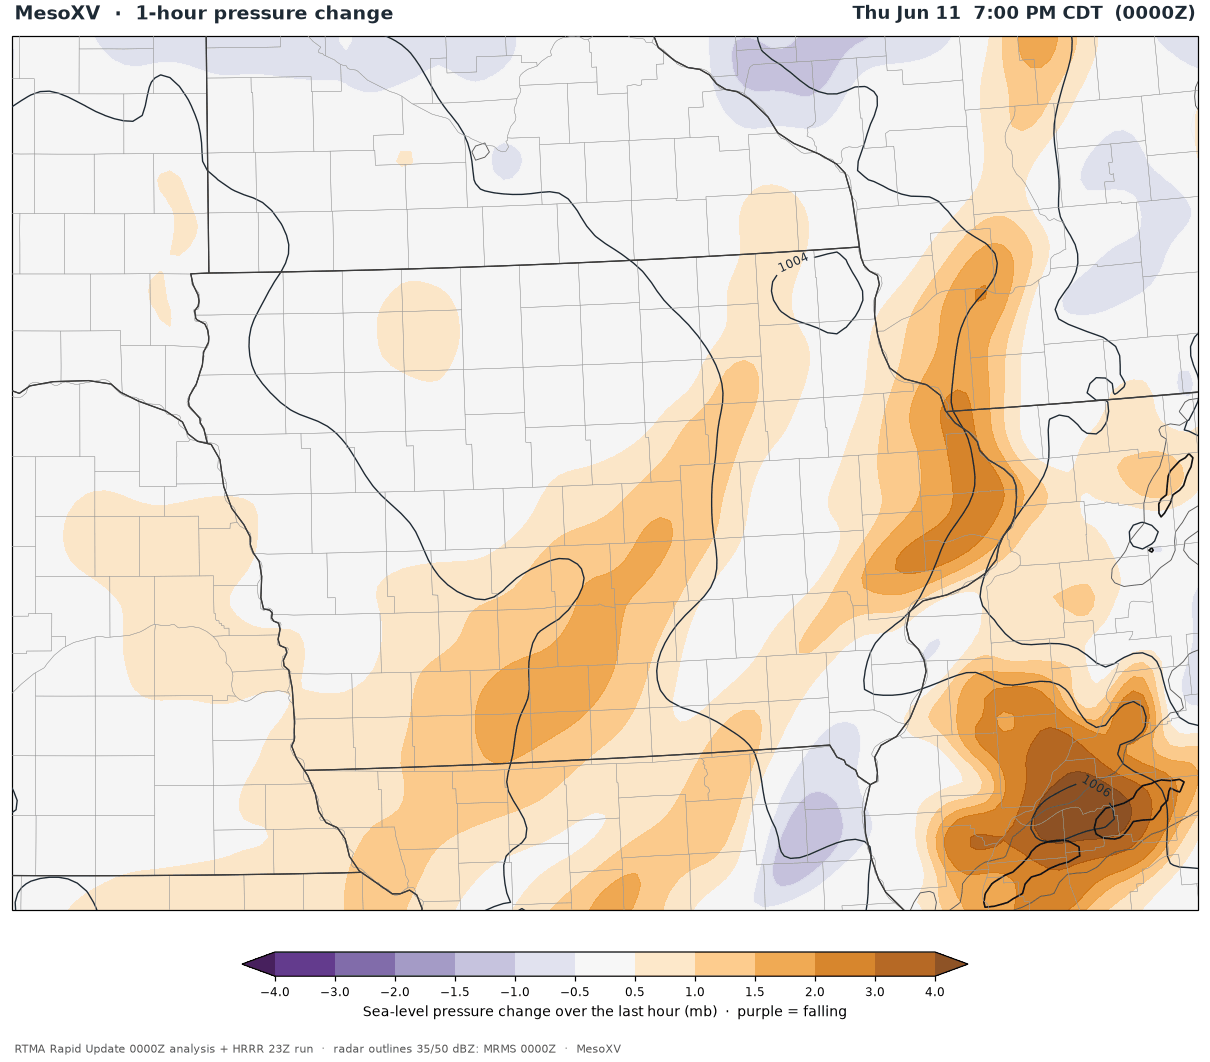 MesoXV · 1-hour pressure change
Thu Jun 11 7:00 PM CDT (0000Z)
1004
1006
−4.0 −3.0 −2.0 −1.5 −1.0 −0.5 0.5 1.0 1.5 2.0 3.0 4.0
Sea-level pressure change over the last hour (mb) · purple = falling
RTMA Rapid Update 0000Z analysis + HRRR 23Z run · radar outlines 35/50 dBZ: MRMS 0000Z · MesoXV